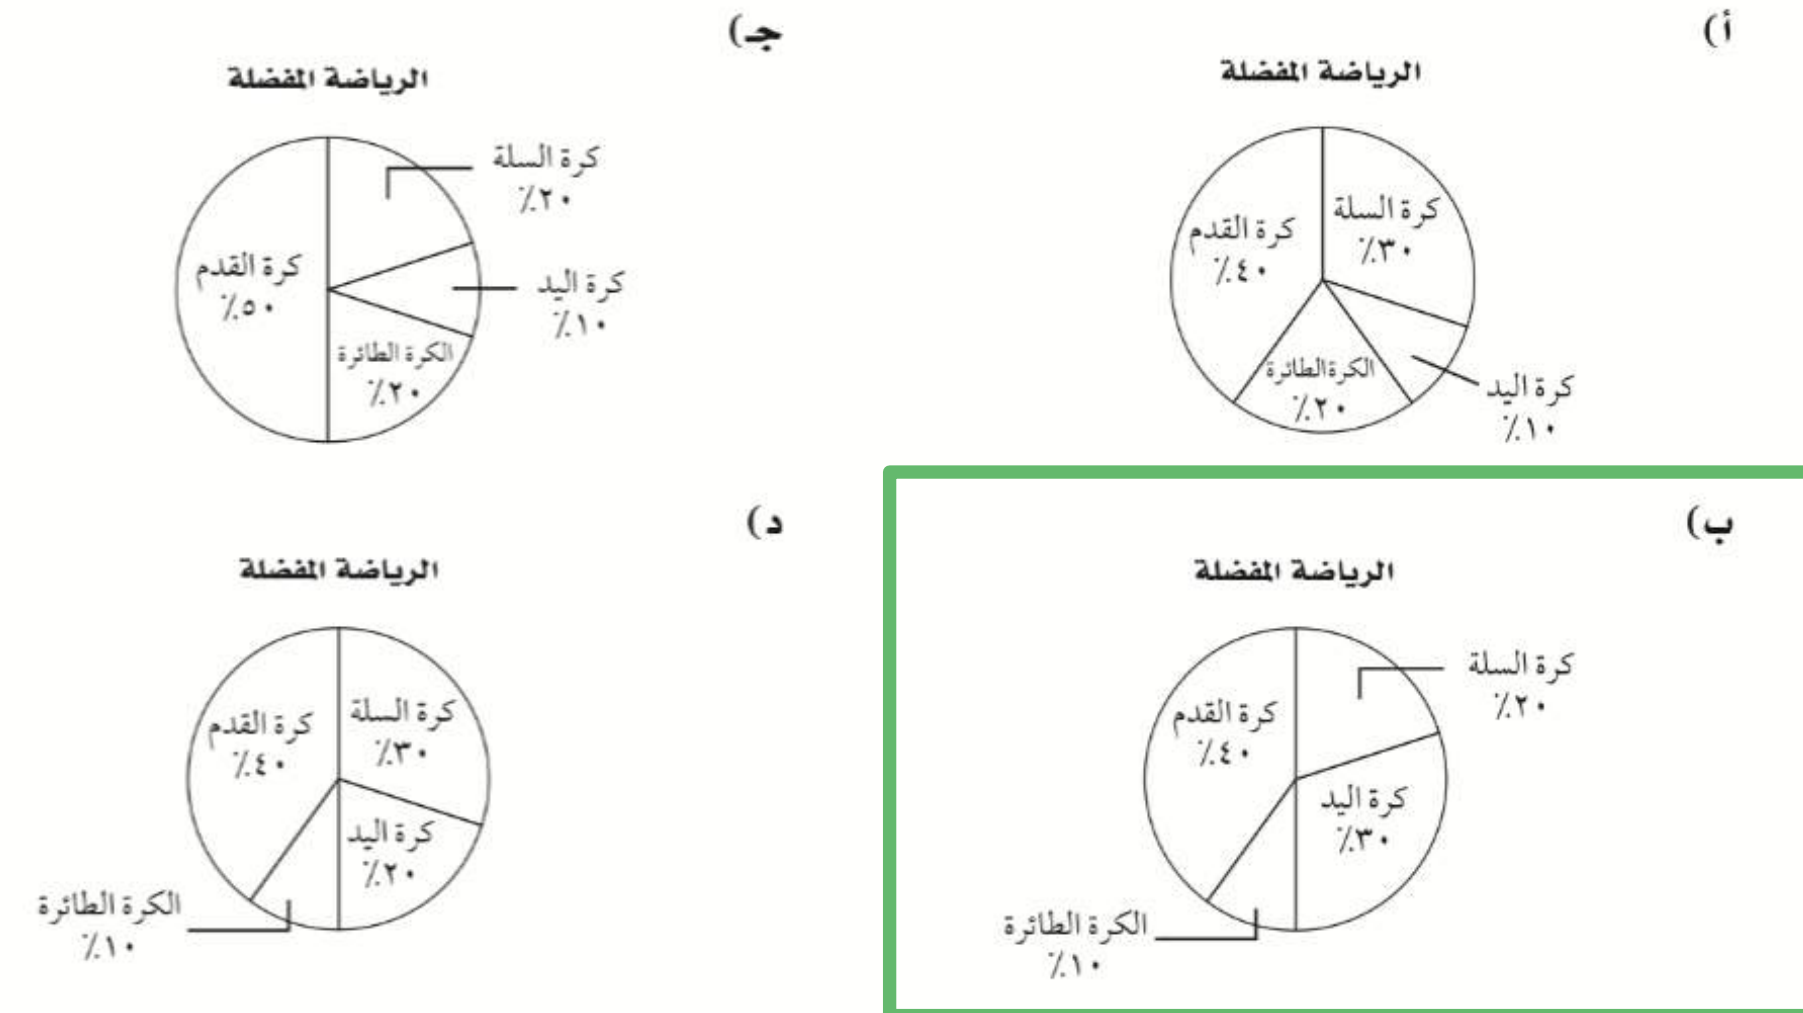 أ)
الرياضة المفضلة
كرة السلة
٣٠٪
كرة القدم
٤٠٪
الكرة الطائرة
٢٠٪
كرة اليد
١٠٪
جـ)
الرياضة المفضلة
كرة السلة
٢٠٪
كرة القدم
٥٠٪
كرة اليد
١٠٪
الكرة الطائرة
٢٠٪
ب)
الرياضة المفضلة
كرة السلة
٢٠٪
كرة القدم
٤٠٪
كرة اليد
٣٠٪
الكرة الطائرة
١٠٪
د)
الرياضة المفضلة
كرة السلة
٣٠٪
كرة القدم
٤٠٪
كرة اليد
٢٠٪
الكرة الطائرة
١٠٪